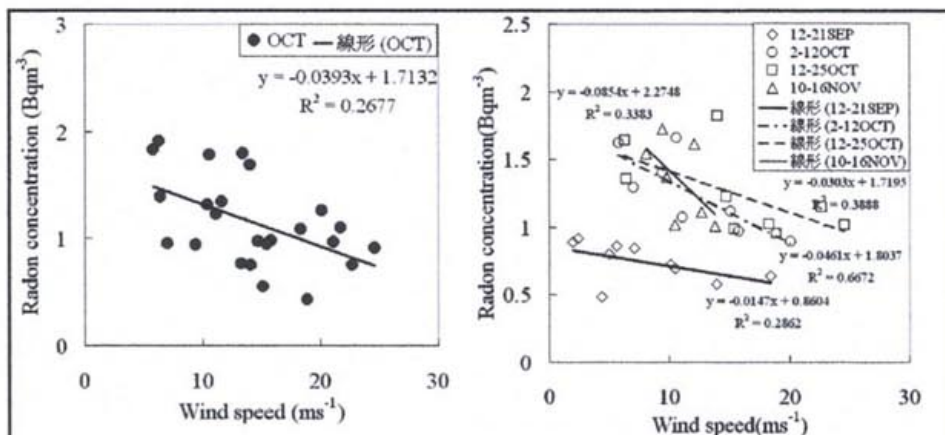 OCT 線形 (OCT)
y = -0.0393x + 1.7132
R² = 0.2677
Radon concentration (Bqm⁻³)
3
2
1
0
0 10 20 30
Wind speed (ms⁻¹)
12-21SEP
2-12OCT
12-25OCT
10-16NOV
線形 (12-21SEP)
線形 (2-12OCT)
線形 (12-25OCT)
線形 (10-16NOV)
y = -0.0854x + 2.2748
R² = 0.3383
y = -0.0303x + 1.7195
R² = 0.3888
y = -0.0461x + 1.8037
R² = 0.6672
y = -0.0147x + 0.8604
R² = 0.2862
Radon concentration(Bqm⁻³)
2.5
2
1.5
1
0.5
0
0 10 20 30
Wind speed(ms⁻¹)